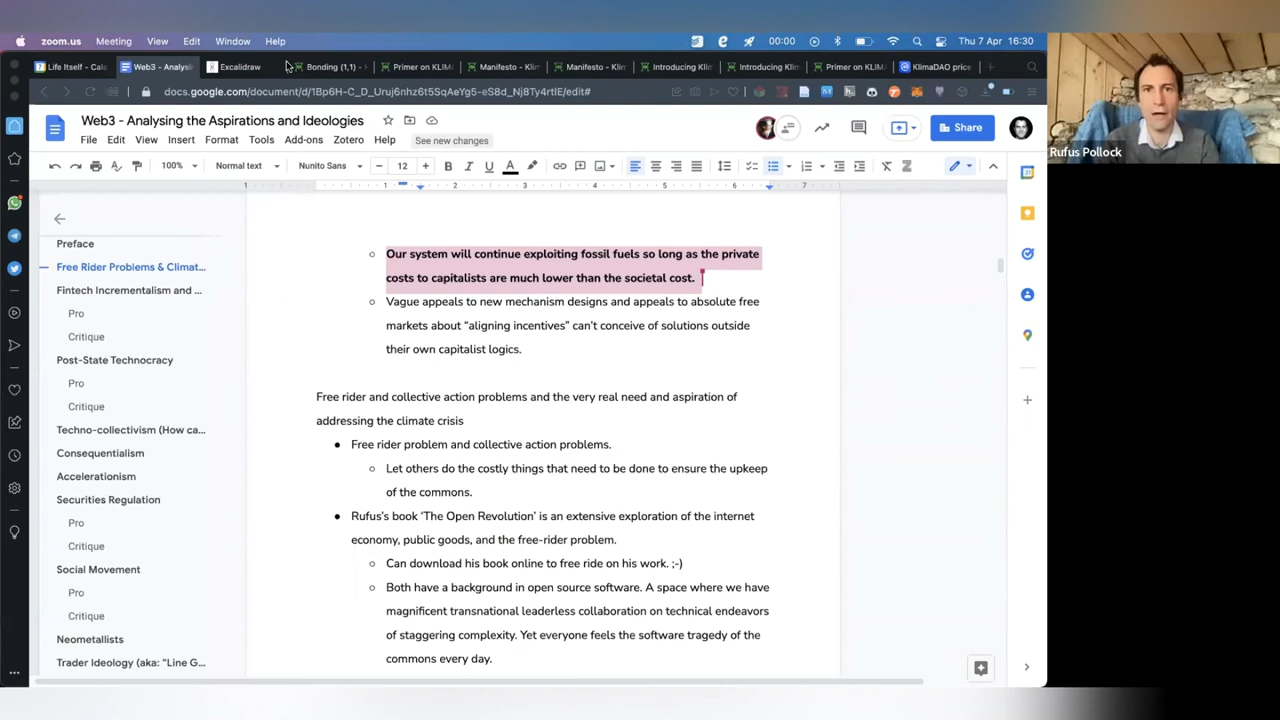 zoom.us Meeting View Edit Window Help 00:00 Thu 7 Apr 16:30
Life Itself - Cale Web3 - Analysi Excalidraw Bonding (1,1) - Primer on KLIMA Manifesto - Klim Manifesto - Klim Introducing Klim Introducing Klim Primer on KLIMA KlimaDAO price
docs.google.com/document/d/1Bp6H-C_D_Uruj6nhz6t5SqAeYg5-eS8d_Nj8Ty4rtIE/edit#
Web3 - Analysing the Aspirations and Ideologies
File Edit View Insert Format Tools Add-ons Zotero Help See new changes
Share
100% Normal text Nunito Sans 12 B I U A
1 1 2 3 4 5 6 7
Preface
Free Rider Problems & Climat...
Fintech Incrementalism and ...
Pro
Critique
Post-State Technocracy
Pro
Critique
Techno-collectivism (How ca...
Consequentialism
Accelerationism
Securities Regulation
Pro
Critique
Social Movement
Pro
Critique
Neometallists
Trader Ideology (aka: “Line G...
Our system will continue exploiting fossil fuels so long as the private
costs to capitalists are much lower than the societal cost.
Vague appeals to new mechanism designs and appeals to absolute free
markets about “aligning incentives” can’t conceive of solutions outside
their own capitalist logics.
Free rider and collective action problems and the very real need and aspiration of
addressing the climate crisis
Free rider problem and collective action problems.
Let others do the costly things that need to be done to ensure the upkeep
of the commons.
Rufus’s book ‘The Open Revolution’ is an extensive exploration of the internet
economy, public goods, and the free-rider problem.
Can download his book online to free ride on his work. ;-)
Both have a background in open source software. A space where we have
magnificent transnational leaderless collaboration on technical endeavors
of staggering complexity. Yet everyone feels the software tragedy of the
commons every day.
Rufus Pollock